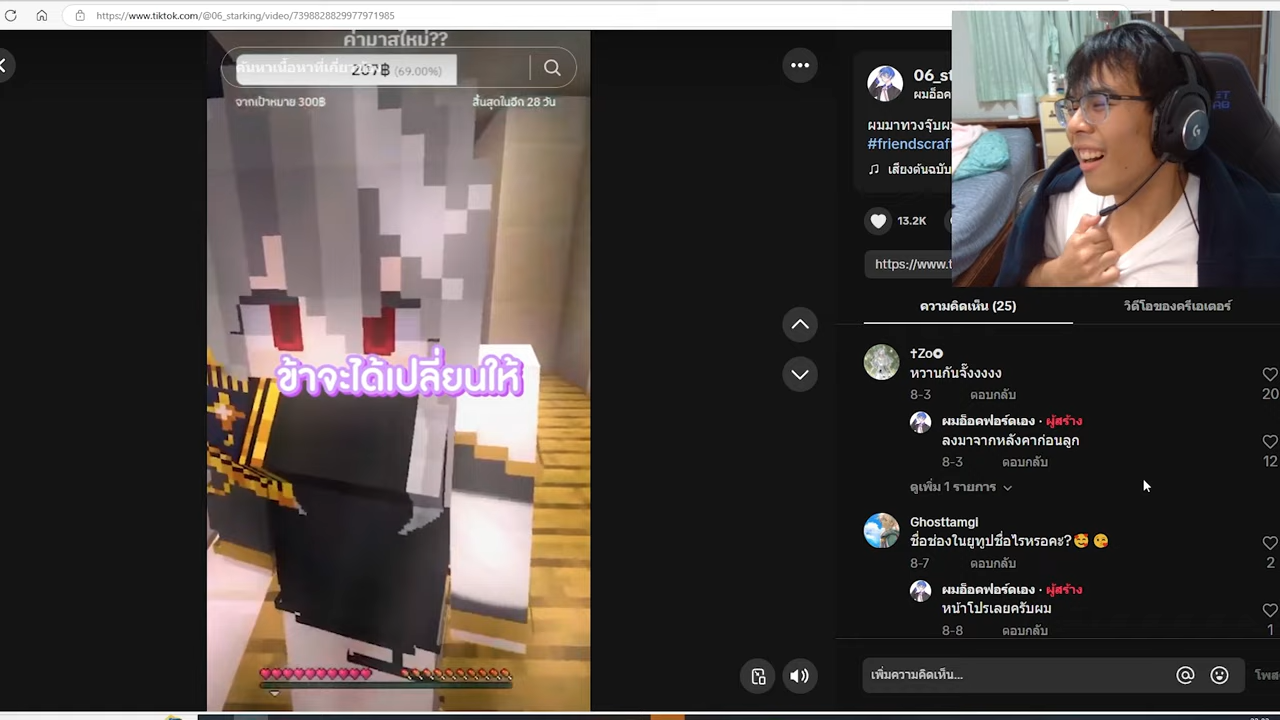 https://www.tiktok.com/@06_starking/video/7398828829977971985
ค่ามาสใหม่??
207฿ (69.00%)
จากเป้าหมาย 300฿
สิ้นสุดในอีก 28 วัน
ข้าจะได้เปลี่ยนให้
06_st
ผมอ็อค
ผมมาทวงจุ๊บผ
#friendscraf
เสียงต้นฉบับ
13.2K
https://www.t
ความคิดเห็น (25)
วิดีโอของครีเอเตอร์
†Zo✪
หวานกันจั้งงงงง
8-3 ตอบกลับ
20
ผมอ็อคฟอร์ดเอง · ผู้สร้าง
ลงมาจากหลังคาก่อนลูก
8-3 ตอบกลับ
12
ดูเพิ่ม 1 รายการ
Ghosttamgl
ชื่อช่องในยูทูปชื่อไรหรอคะ?🥰 😘
8-7 ตอบกลับ
2
ผมอ็อคฟอร์ดเอง · ผู้สร้าง
หน้าโปรเลยครับผม
8-8 ตอบกลับ
1
เพิ่มความคิดเห็น...
โพส